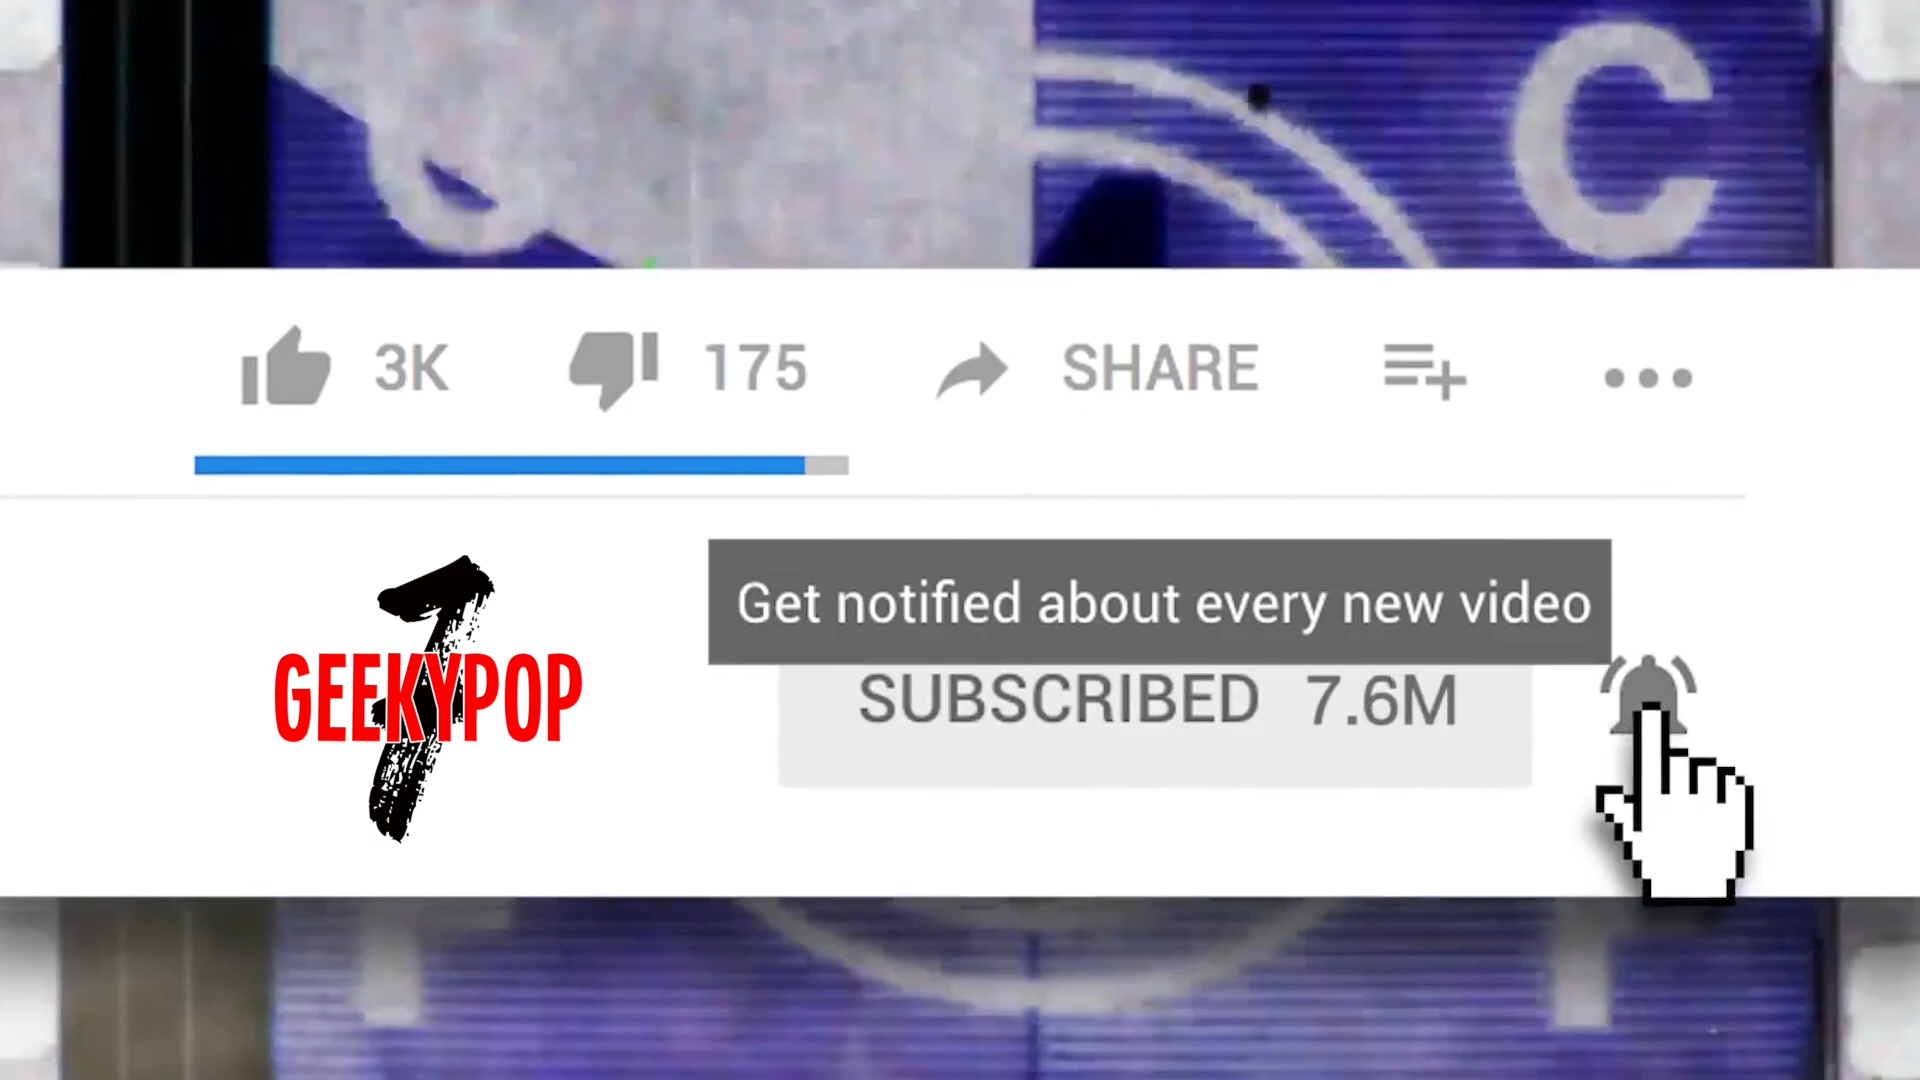 C
3K 175 SHARE
Get notified about every new video
SUBSCRIBED 7.6M
GEEKYPOP